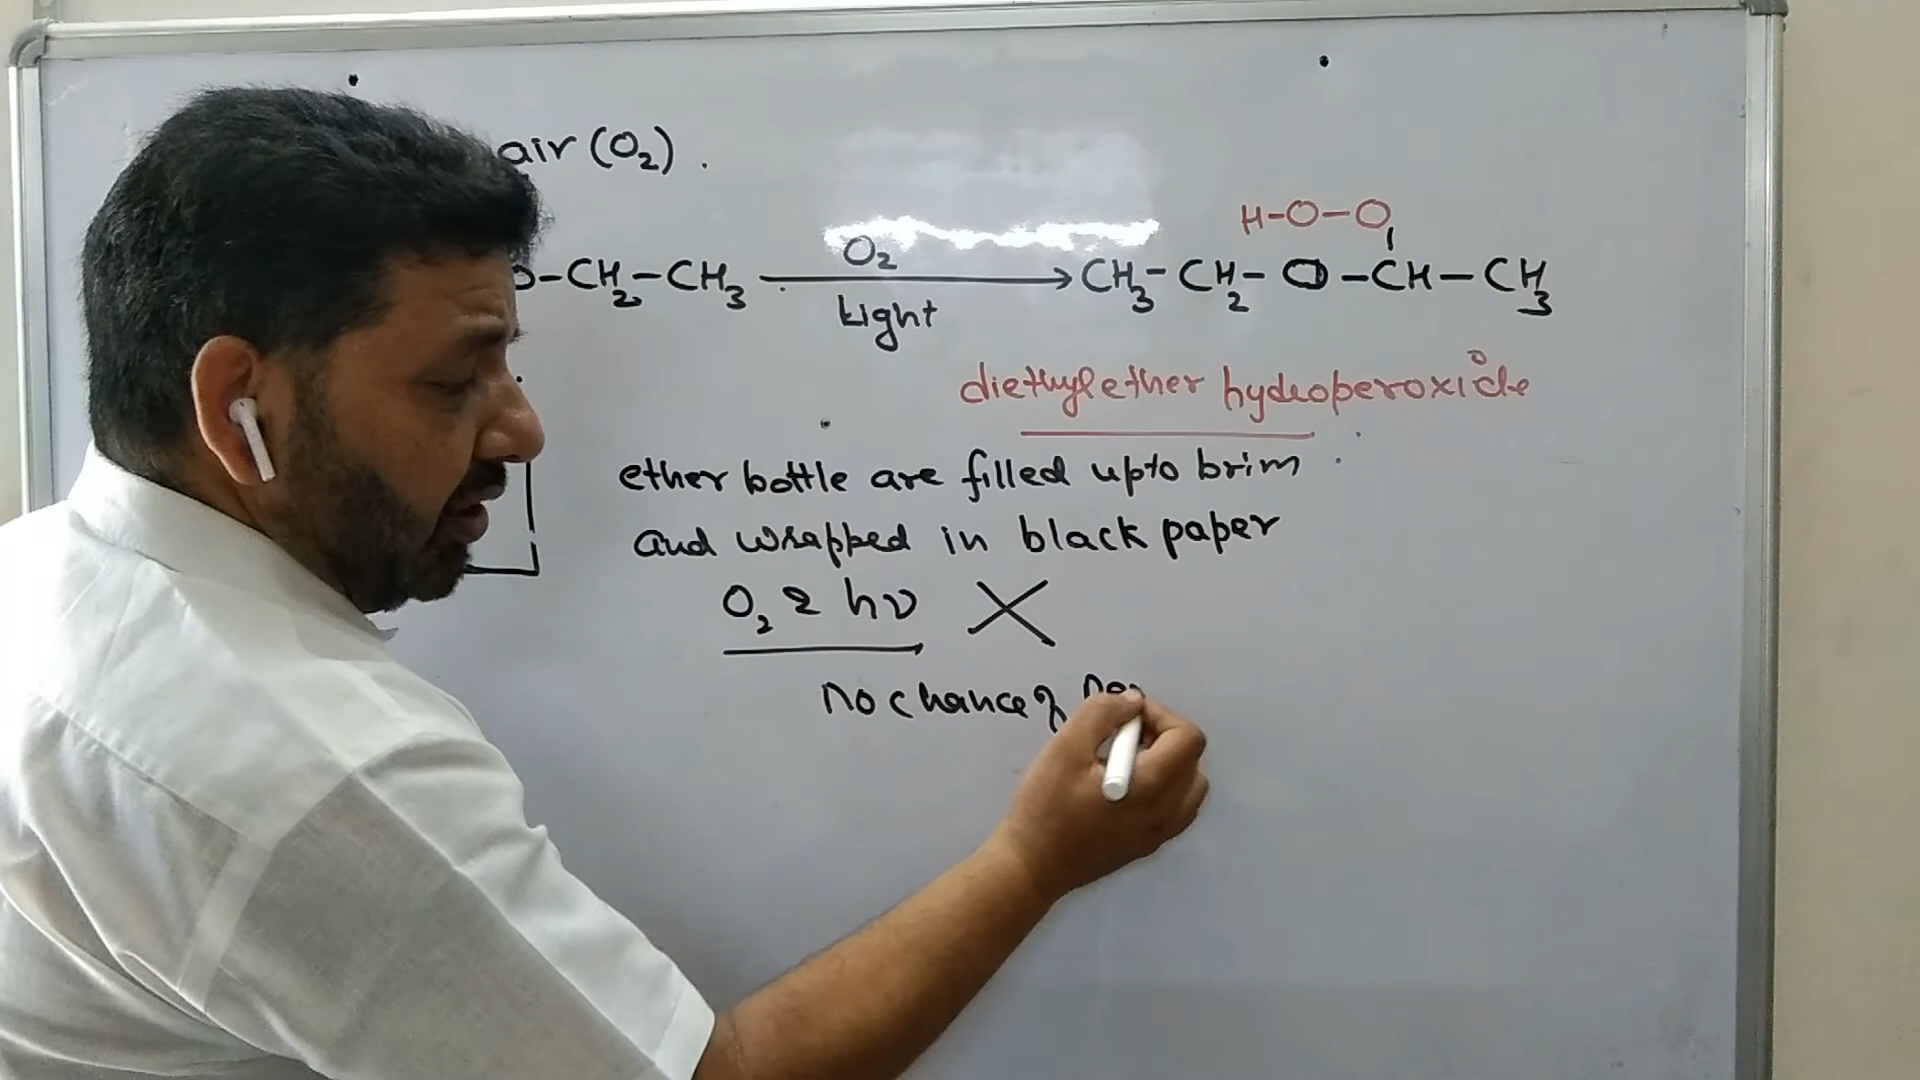 air (O₂).
H-O-O
O-CH₂-CH₃ O₂ → CH₃-CH₂-O-CH-CH₃
Light
diethylether hydroperoxide
ether bottle are filled upto brim.
and wrapped in black paper
O₂ & hν X
no chance of